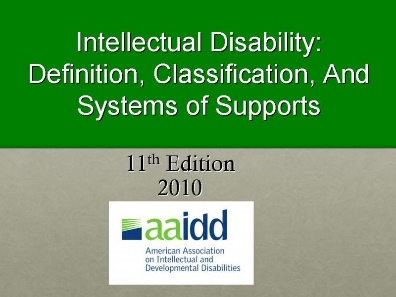 Intellectual Disability:
Definition, Classification, And
Systems of Supports
11th Edition
2010
aaidd
American Association
on Intellectual and
Developmental Disabilities